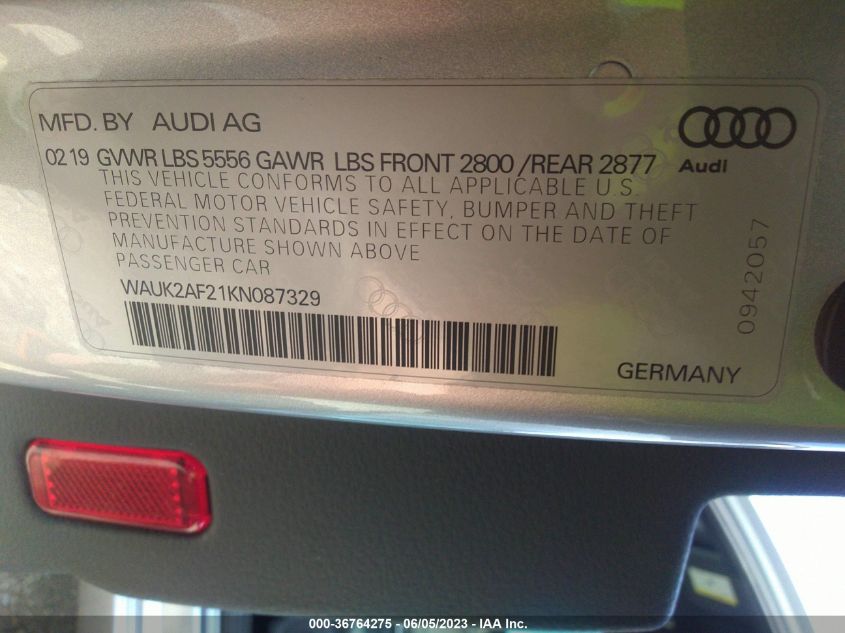 MFD. BY AUDI AG
02 19 GVWR LBS 5556 GAWR LBS FRONT 2800 /REAR 2877
Audi
THIS VEHICLE CONFORMS TO ALL APPLICABLE U.S.
FEDERAL MOTOR VEHICLE SAFETY, BUMPER AND THEFT
PREVENTION STANDARDS IN EFFECT ON THE DATE OF
MANUFACTURE SHOWN ABOVE
PASSENGER CAR
WAUK2AF21KN087329
0942057
GERMANY
000-36764275 - 06/05/2023 - IAA Inc.